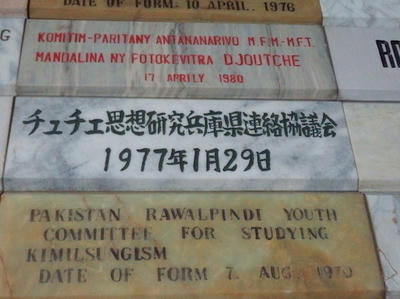 DATE OF FORM: 10. APRIL. 1976
KOMITIM-PARITANY ANTANANARIVO M.F.M.-M.F.T.
MANDALINA NY FOTOKEVITRA DJOUTCHE
17 APRILY 1980
チュチェ思想研究兵庫県連絡協議会
1977年1月29日
PAKISTAN RAWALPINDI YOUTH
COMMITTEE FOR STUDYING
KIMILSUNGISM
DATE OF FORM 7. AUG. 1970